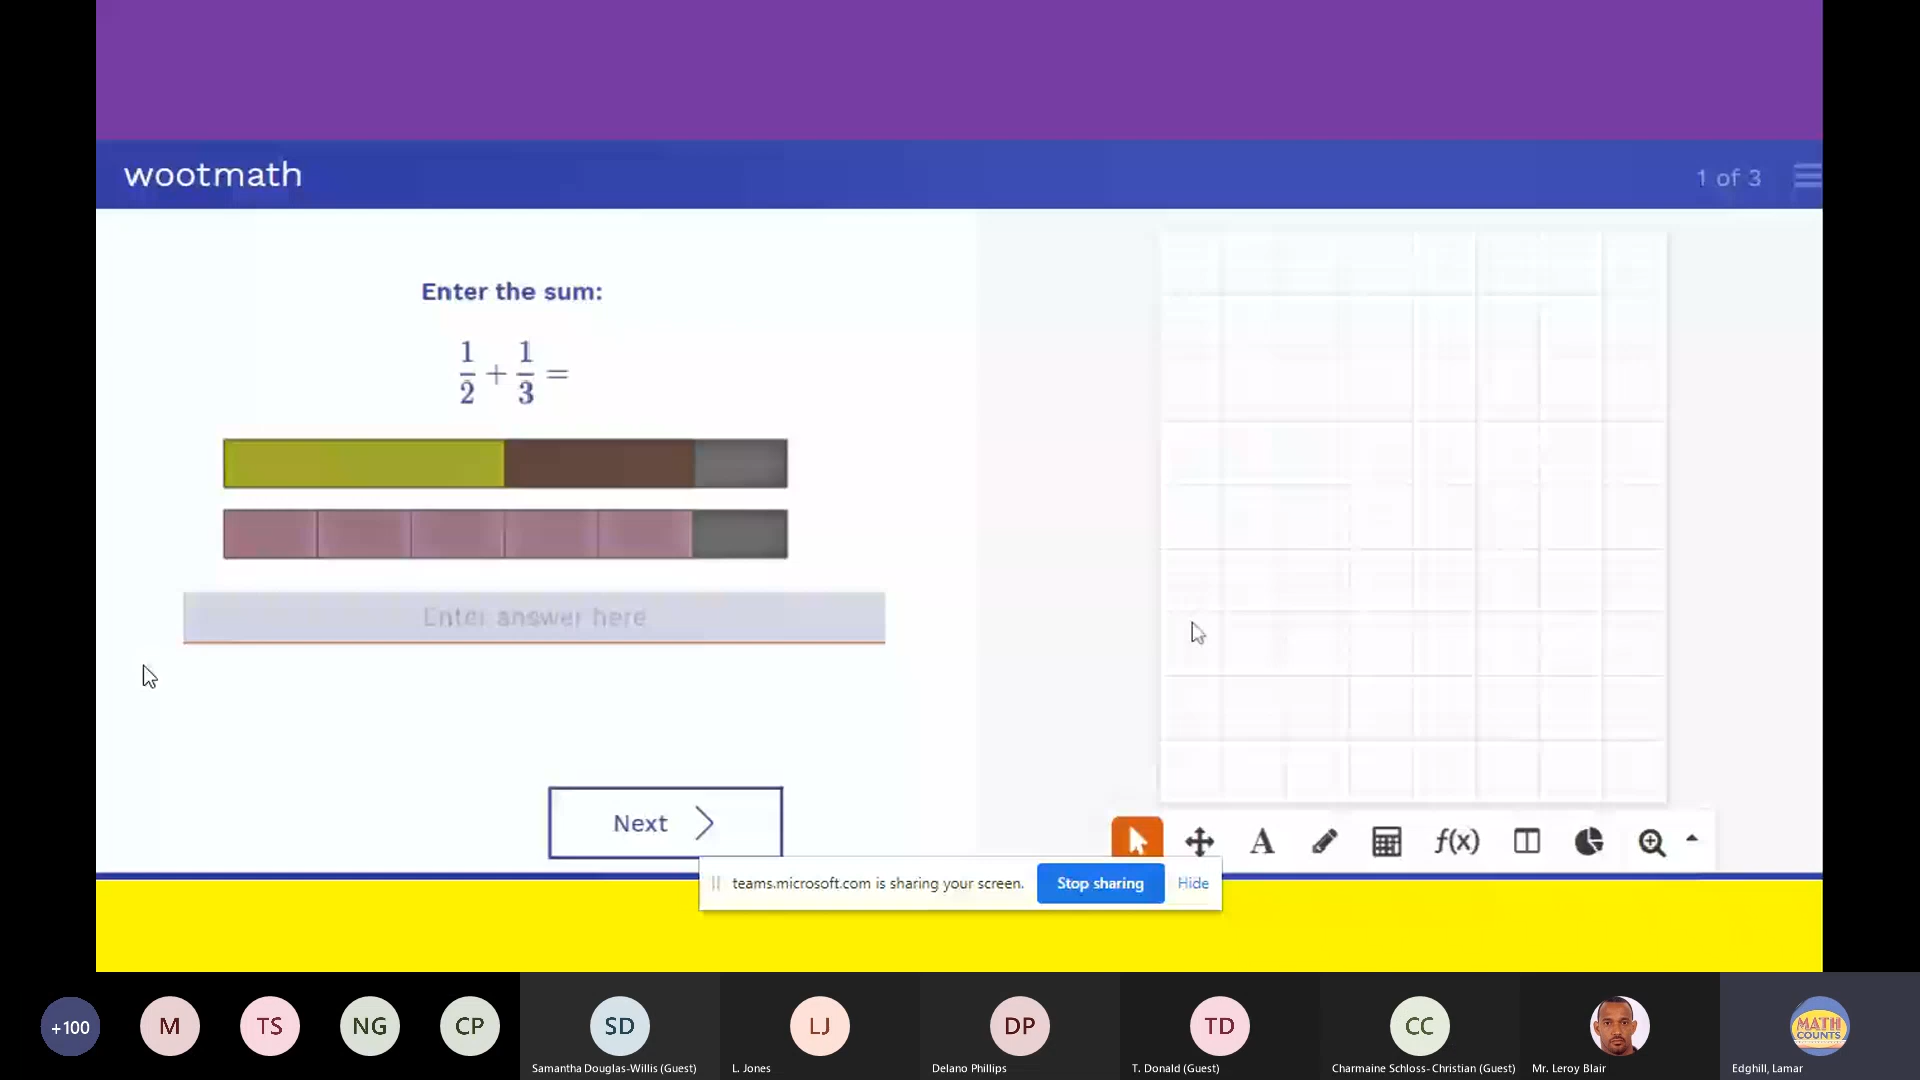 wootmath
1 of 3
Enter the sum:
1/2 + 1/3 =
Enter answer here
Next
A
f(x)
teams.microsoft.com is sharing your screen.
Stop sharing
Hide
+100
M
TS
NG
CP
SD
LJ
DP
TD
CC
MATH
COUNTS
Samantha Douglas-Willis (Guest)
L. Jones
Delano Phillips
T. Donald (Guest)
Charmaine Schloss- Christian (Guest)
Mr. Leroy Blair
Edghill, Lamar